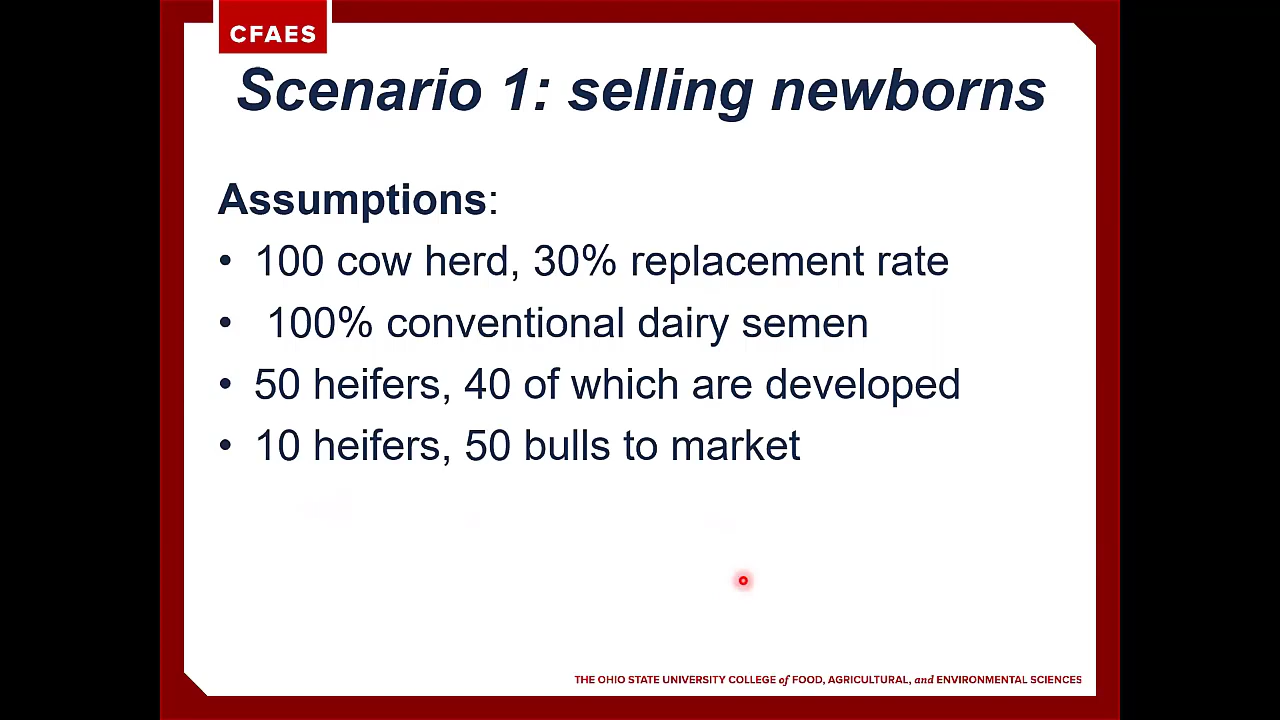 CFAES
Scenario 1: selling newborns
Assumptions:
• 100 cow herd, 30% replacement rate
• 100% conventional dairy semen
• 50 heifers, 40 of which are developed
• 10 heifers, 50 bulls to market
THE OHIO STATE UNIVERSITY COLLEGE of FOOD, AGRICULTURAL, and ENVIRONMENTAL SCIENCES